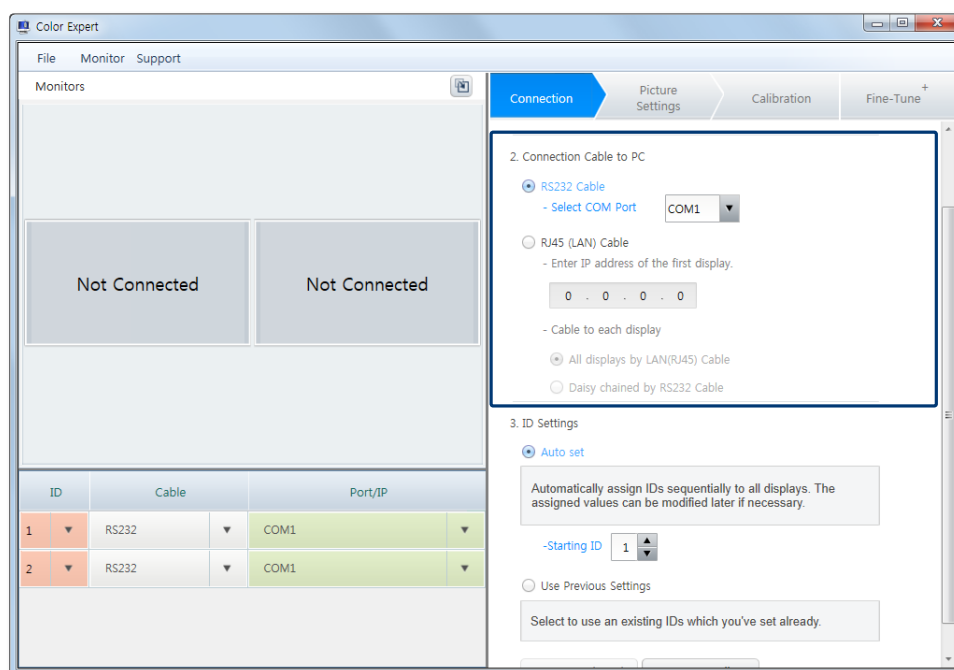 Color Expert
File Monitor Support
Monitors
Connection
Picture
Settings
Calibration
Fine-Tune+
Not Connected
Not Connected
2. Connection Cable to PC
RS232 Cable
- Select COM Port COM1
RJ45 (LAN) Cable
- Enter IP address of the first display.
0 . 0 . 0 . 0
- Cable to each display
All displays by LAN(RJ45) Cable
Daisy chained by RS232 Cable
3. ID Settings
Auto set
Automatically assign IDs sequentially to all displays. The
assigned values can be modified later if necessary.
-Starting ID 1
Use Previous Settings
Select to use an existing IDs which you've set already.
ID Cable Port/IP
1 RS232 COM1
2 RS232 COM1